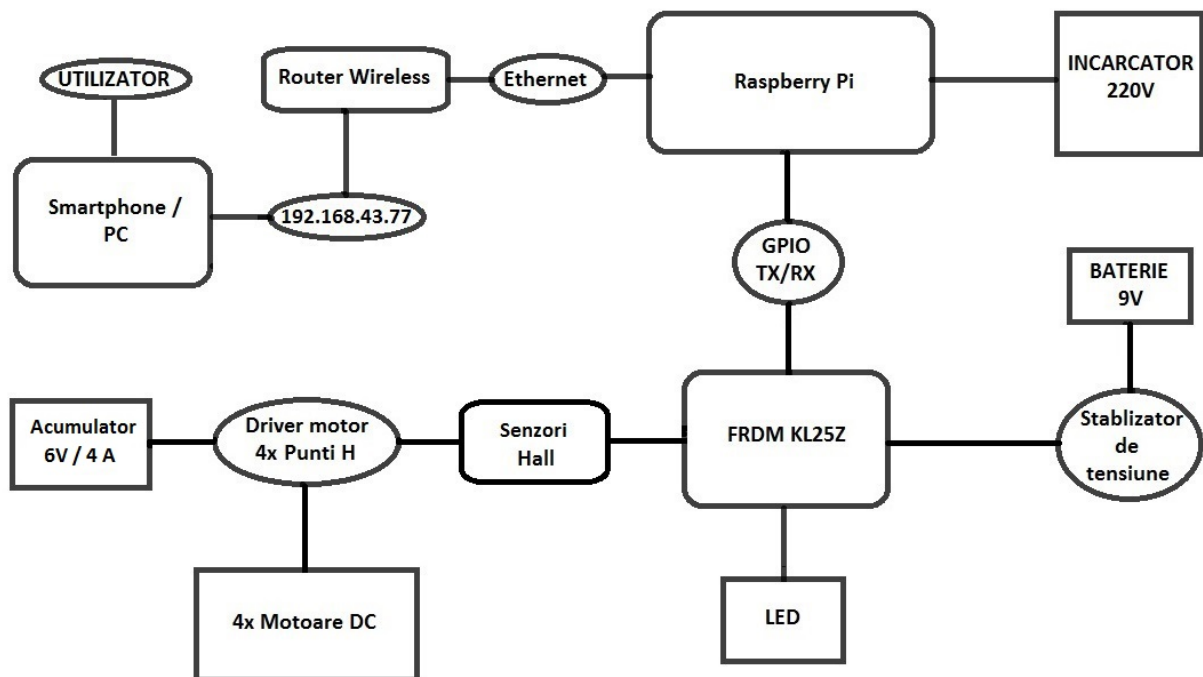 UTILIZATOR
Router Wireless
Ethernet
Raspberry Pi
INCARCATOR
220V
Smartphone /
PC
192.168.43.77
GPIO
TX/RX
BATERIE
9V
Acumulator
6V / 4 A
Driver motor
4x Punti H
Senzori
Hall
FRDM KL25Z
Stablizator
de
tensiune
4x Motoare DC
LED